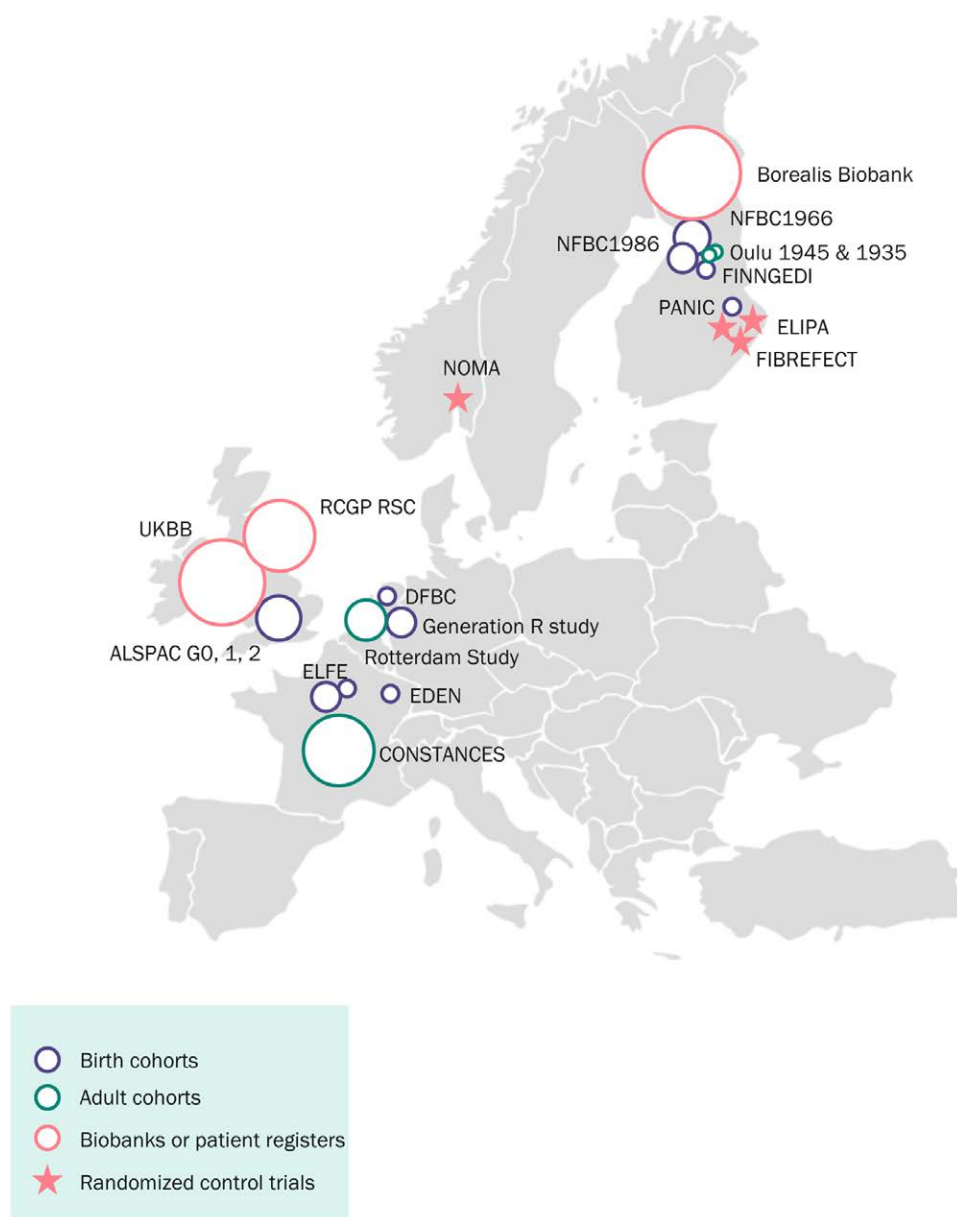 Borealis Biobank
NFBC1966
NFBC1986
Oulu 1945 & 1935
FINNGEDI
PANIC
ELIPA
FIBREFECT
NOMA
RCGP RSC
UKBB
DFBC
Generation R study
ALSPAC G0, 1, 2
Rotterdam Study
ELFE
EDEN
CONSTANCES
Birth cohorts
Adult cohorts
Biobanks or patient registers
Randomized control trials